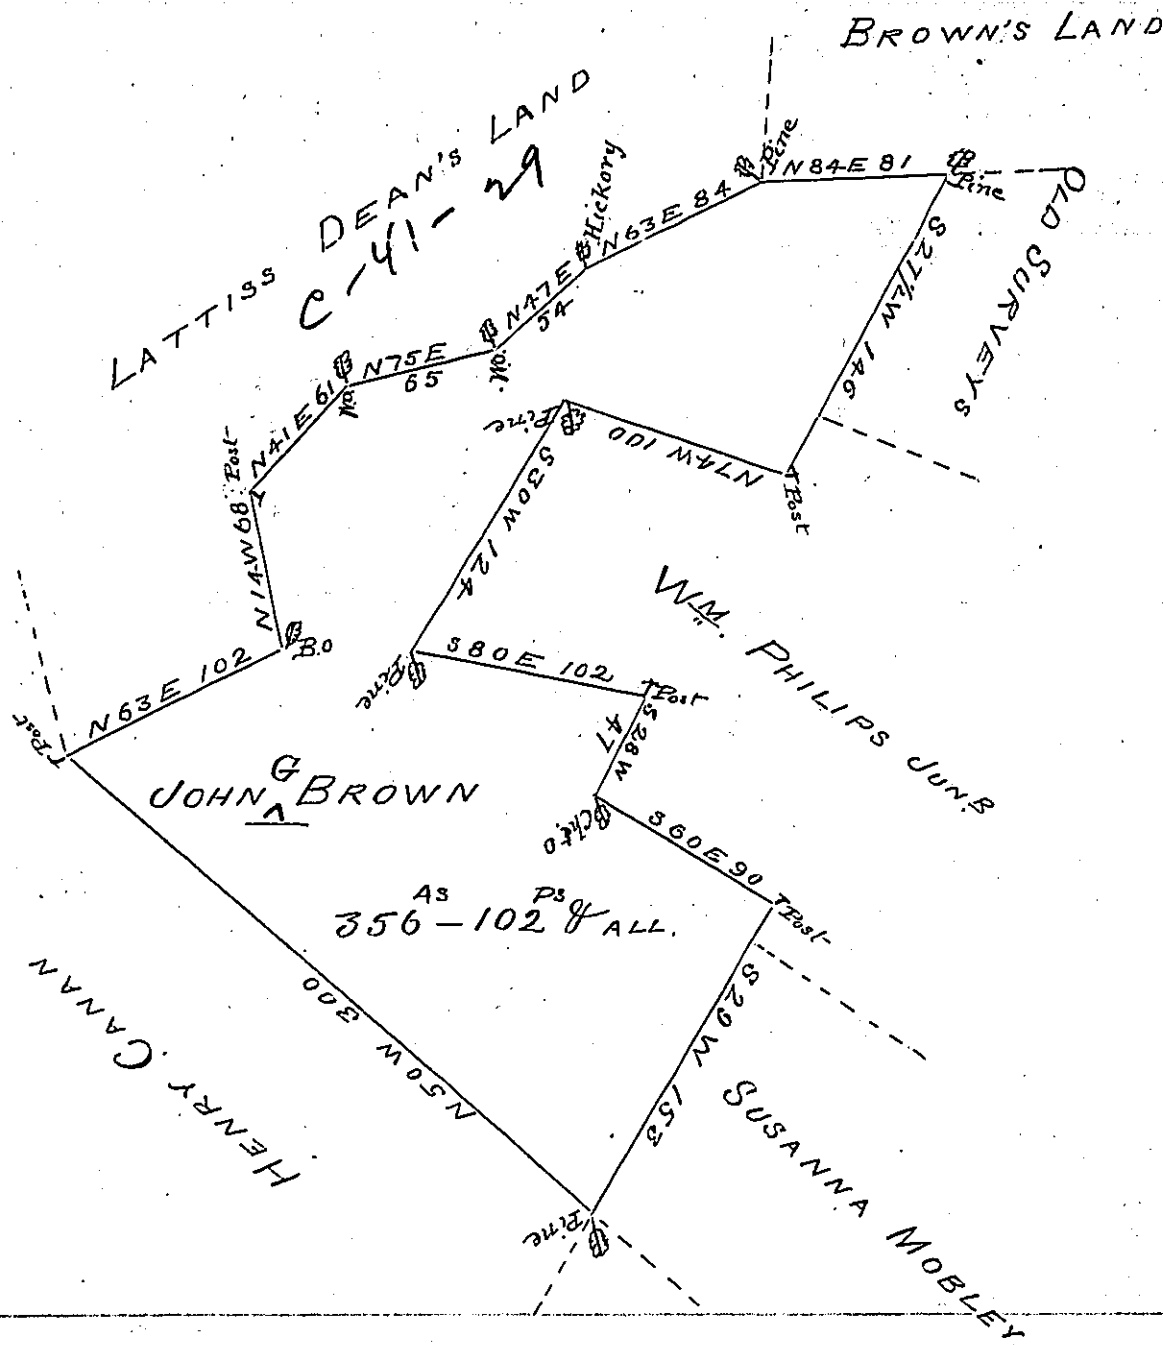 BROWN'S LAND
LATTISS DEAN'S LAND
C-41-29
Pine
N84E 81
Pine
OLD SURVEYS
Hickory
N63E 84
S27½W 146
N47E
54
W.o
N75E
65
W.o
N41E 61
Post
N14W 68
B.o
N63E 102
Post
Pine
N74W 100
Post
S30W 124
Pine
S80E 102
Post
S28W
47
Cht.o
S60E 90
Post
WM. PHILIPS JUNR
JOHN G BROWN
356 As - 102 Ps & ALL.
S29W 153
SUSANNA MOBLEY
N50W 300
HENRY CANAN
Pine